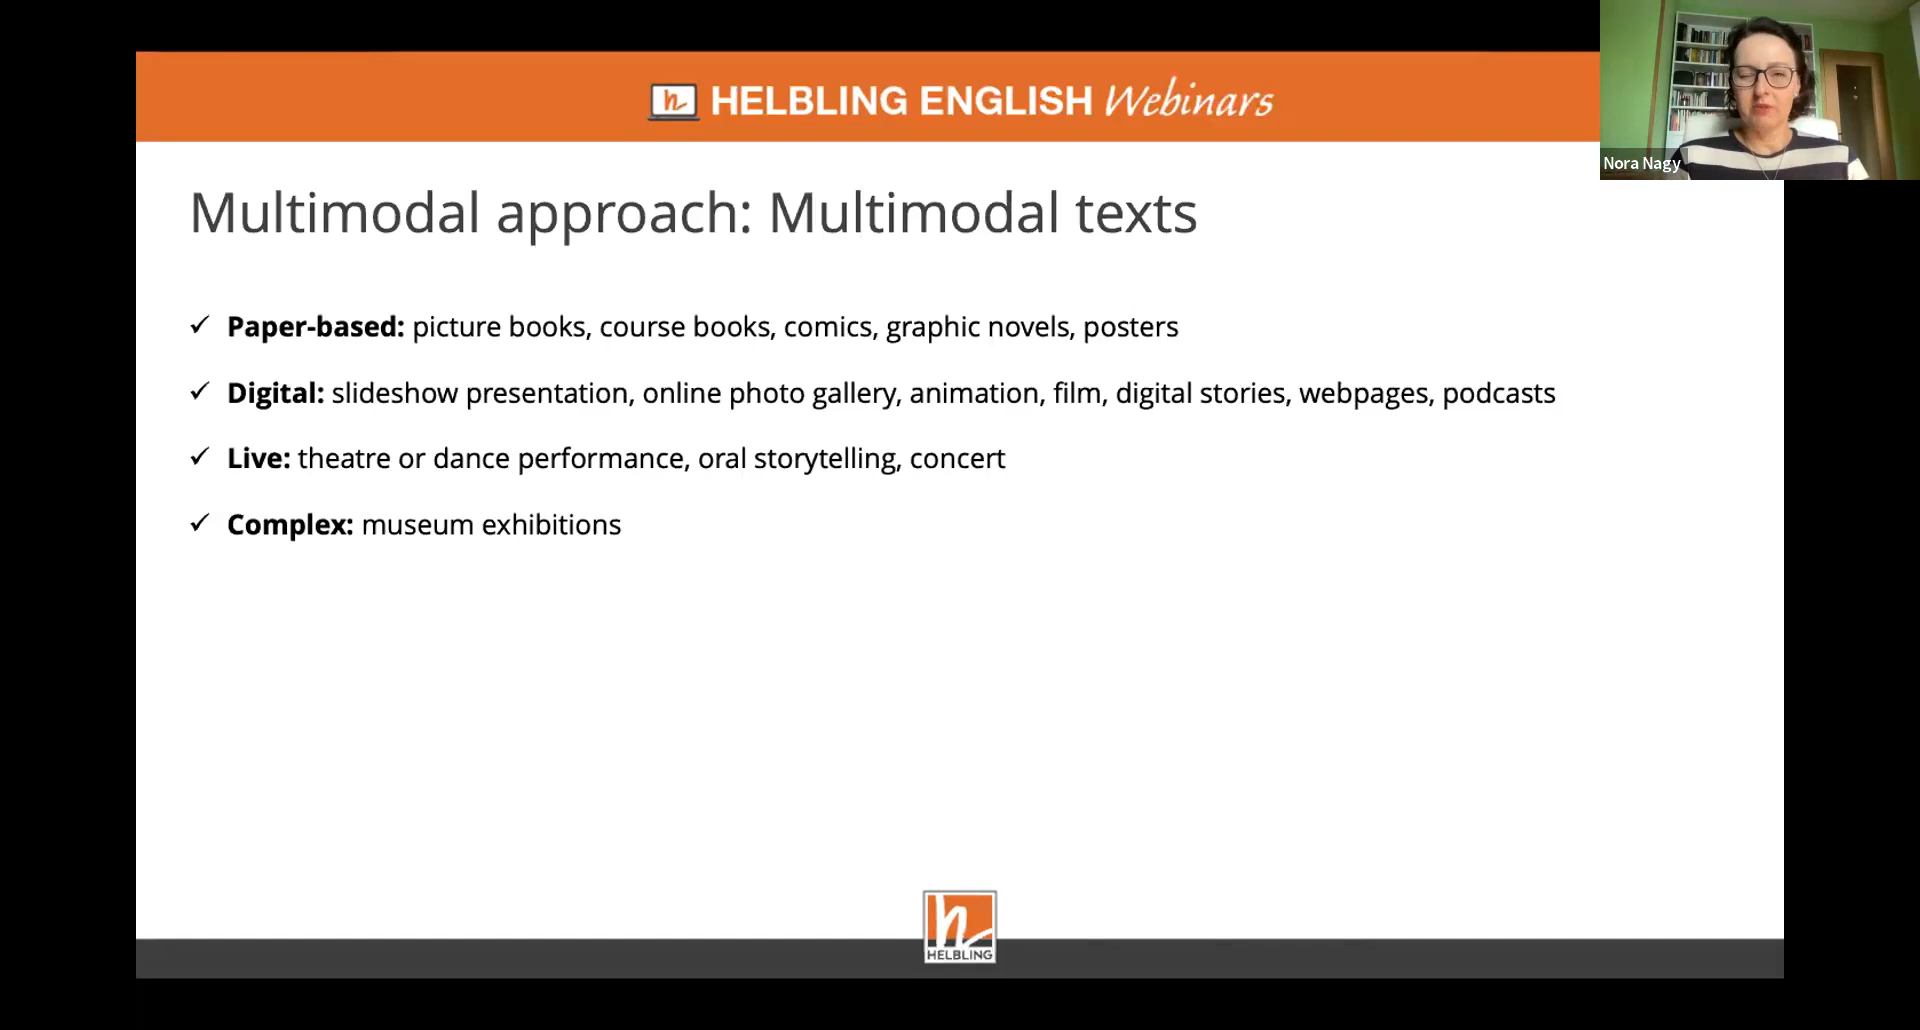 HELBLING ENGLISH Webinars
Nora Nagy
Multimodal approach: Multimodal texts
✓ Paper-based: picture books, course books, comics, graphic novels, posters
✓ Digital: slideshow presentation, online photo gallery, animation, film, digital stories, webpages, podcasts
✓ Live: theatre or dance performance, oral storytelling, concert
✓ Complex: museum exhibitions
h
HELBLING